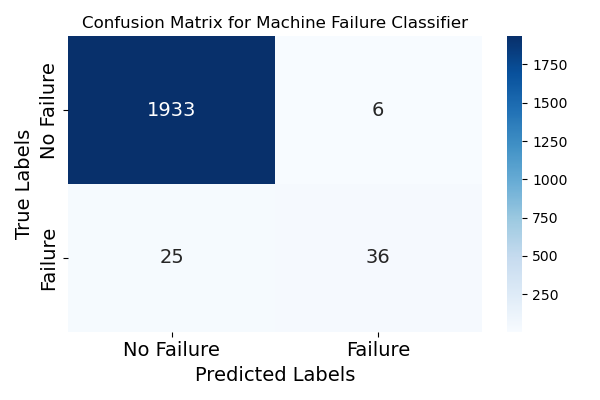 Confusion Matrix for Machine Failure Classifier
True Labels
No Failure
Failure
1933
6
25
36
No Failure
Failure
Predicted Labels
1750
1500
1250
1000
750
500
250